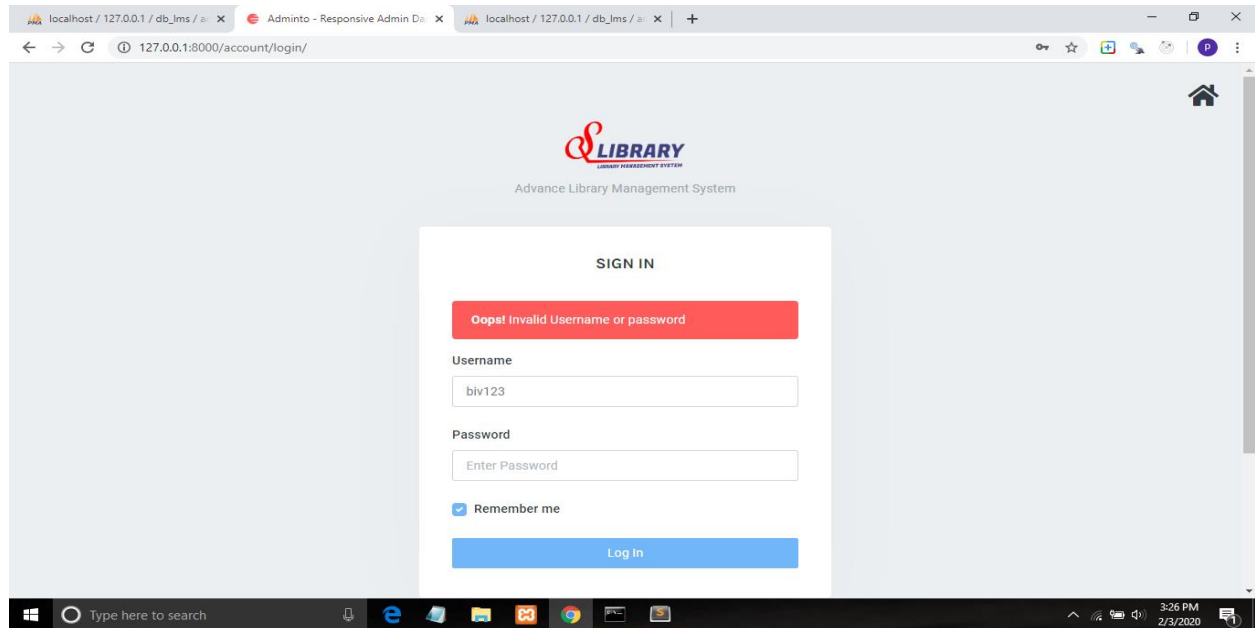 localhost / 127.0.0.1 / db_lms / a
Adminto - Responsive Admin Da
localhost / 127.0.0.1 / db_lms / a
127.0.0.1:8000/account/login/
P
LIBRARY
LIBRARY MANAGEMENT SYSTEM
Advance Library Management System
SIGN IN
Oops! Invalid Username or password
Username
biv123
Password
Enter Password
Remember me
Log In
Type here to search
3:26 PM
2/3/2020